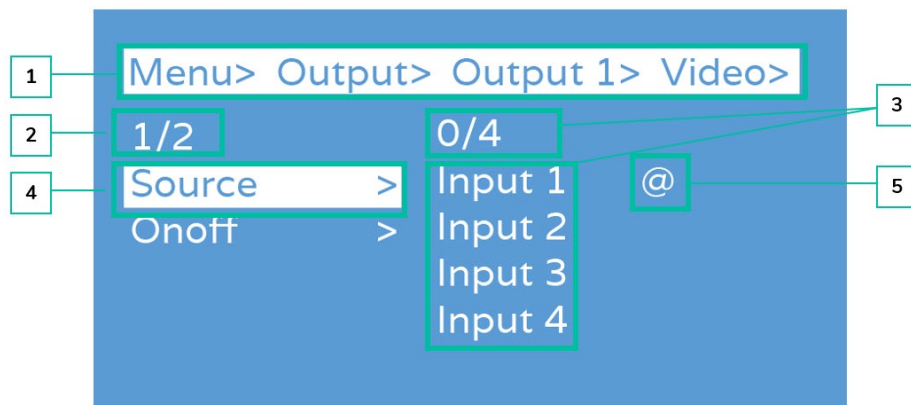 Menu> Output> Output 1> Video>
1
3
2
1/2
0/4
4
Source >
Input 1
@
5
Onoff >
Input 2
Input 3
Input 4